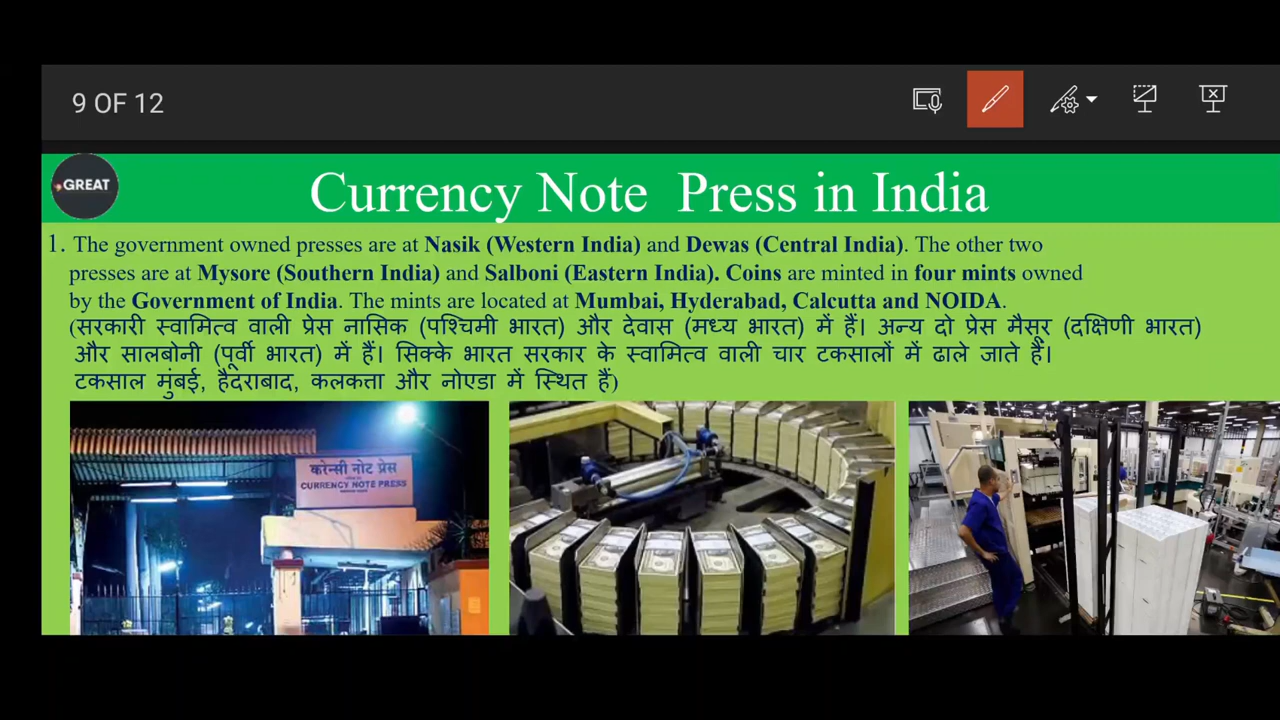 9 OF 12
GREAT
Currency Note Press in India
1. The government owned presses are at Nasik (Western India) and Dewas (Central India). The other two
presses are at Mysore (Southern India) and Salboni (Eastern India). Coins are minted in four mints owned
by the Government of India. The mints are located at Mumbai, Hyderabad, Calcutta and NOIDA.
(सरकारी स्वामित्व वाली प्रेस नासिक (पश्चिमी भारत) और देवास (मध्य भारत) में हैं। अन्य दो प्रेस मैसूर (दक्षिणी भारत)
और सालबोनी (पूर्वी भारत) में हैं। सिक्के भारत सरकार के स्वामित्व वाली चार टकसालों में ढाले जाते हैं।
टकसाल मुंबई, हैदराबाद, कलकत्ता और नोएडा में स्थित हैं)
करेन्सी नोट प्रेस
CURRENCY NOTE PRESS